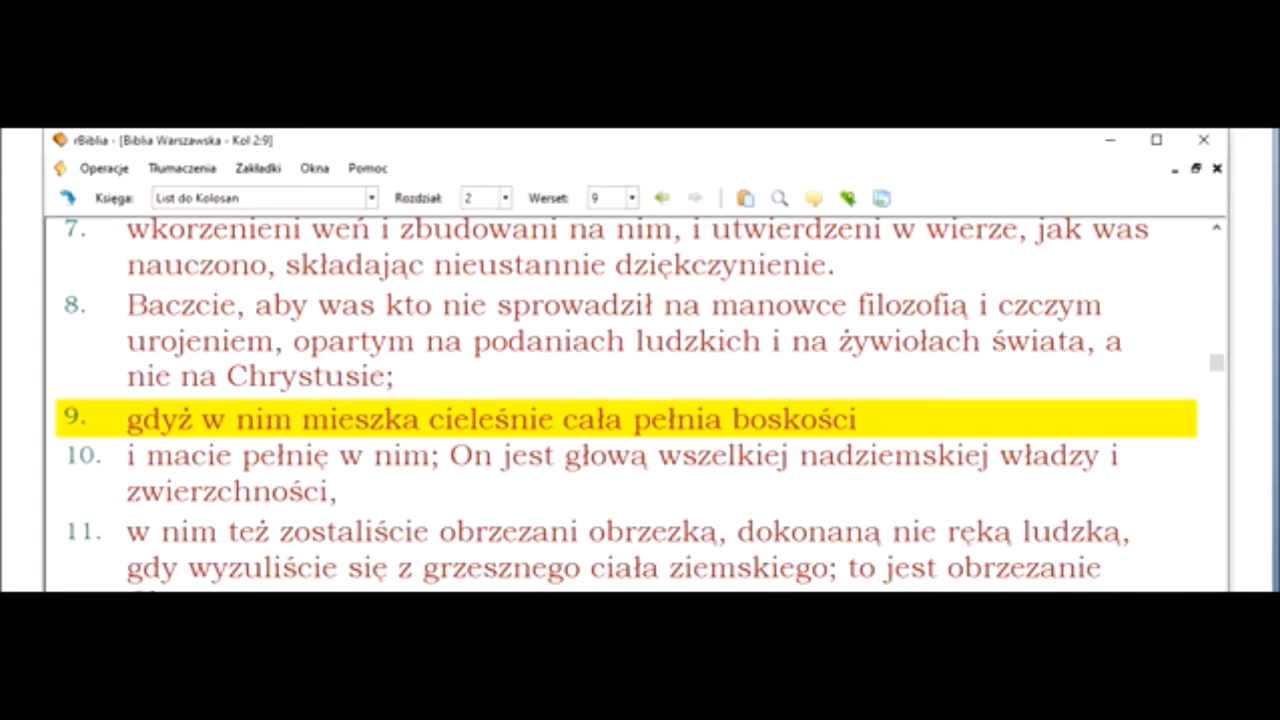 rBiblia - [Biblia Warszawska - Kol 2:9]
Operacje Tłumaczenia Zakładki Okna Pomoc
Księga: List do Kolosan Rozdział: 2 Werset: 9
7. wkorzenieni weń i zbudowani na nim, i utwierdzeni w wierze, jak was
nauczono, składając nieustannie dziękczynienie.
8. Baczcie, aby was kto nie sprowadził na manowce filozofią i czczym
urojeniem, opartym na podaniach ludzkich i na żywiołach świata, a
nie na Chrystusie;
9. gdyż w nim mieszka cieleśnie cała pełnia boskości
10. i macie pełnię w nim; On jest głową wszelkiej nadziemskiej władzy i
zwierzchności,
11. w nim też zostaliście obrzezani obrzezką, dokonaną nie ręką ludzką,
gdy wyzuliście się z grzesznego ciała ziemskiego; to jest obrzezanie